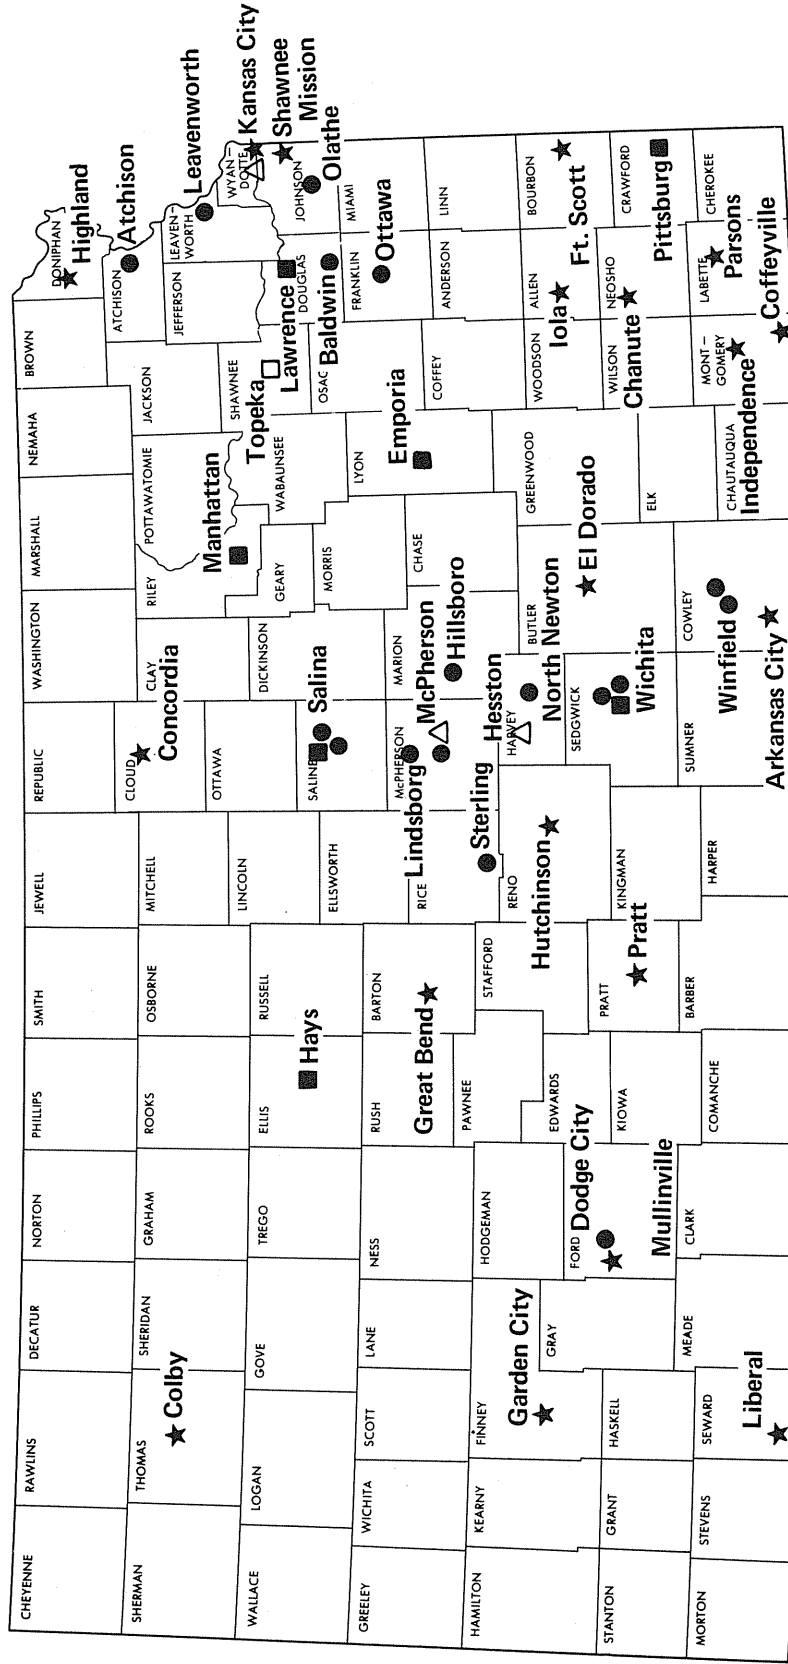 CHEYENNE
RAWLINS
DECATUR
NORTON
PHILLIPS
SMITH
JEWELL
REPUBLIC
WASHINGTON
MARSHALL
NEMAHA
BROWN
DONIPHAN
Highland
SHERMAN
THOMAS
Colby
SHERIDAN
GRAHAM
ROOKS
OSBORNE
MITCHELL
CLOUD
Concordia
CLAY
RILEY
POTTAWATOMIE
JACKSON
ATCHISON
Atchison
OTTAWA
LINCOLN
Manhattan
JEFFERSON
LEAVEN-
WORTH
Leavenworth
WALLACE
LOGAN
GOVE
TREGO
ELLIS
Hays
RUSSELL
ELLSWORTH
SALINE
Salina
DICKINSON
GEARY
WABAUNSEE
SHAWNEE
Topeka
DOUGLAS
Lawrence
Baldwin
WYAN-
DOTTE
Kansas City
JOHNSON
Shawnee
Mission
Olathe
GREELEY
WICHITA
SCOTT
LANE
NESS
RUSH
BARTON
Great Bend
RICE
McPHERSON
Lindsborg
McPherson
MARION
Hillsboro
MORRIS
CHASE
LYON
Emporia
OSAG
COFFEY
FRANKLIN
Ottawa
MIAMI
ANDERSON
LINN
HAMILTON
KEARNY
FINNEY
Garden City
GRAY
HODGEMAN
PAWNEE
EDWARDS
STAFFORD
Sterling
RENO
Hutchinson
Hesston
HARVEY
North Newton
BUTLER
El Dorado
GREENWOOD
WOODSON
ALLEN
Iola
BOURBON
Ft. Scott
STANTON
GRANT
HASKELL
FORD
Dodge City
Mullinville
KIOWA
PRATT
Pratt
KINGMAN
SEDGWICK
Wichita
ELK
WILSON
NEOSHO
Chanute
CRAWFORD
Pittsburg
MORTON
STEVENS
SEWARD
Liberal
MEADE
CLARK
COMANCHE
BARBER
HARPER
SUMNER
COWLEY
Winfield
Arkansas City
CHAUTAUQUA
MONT-
GOMERY
Independence
LABETTE
Parsons
Coffeyville
CHEROKEE